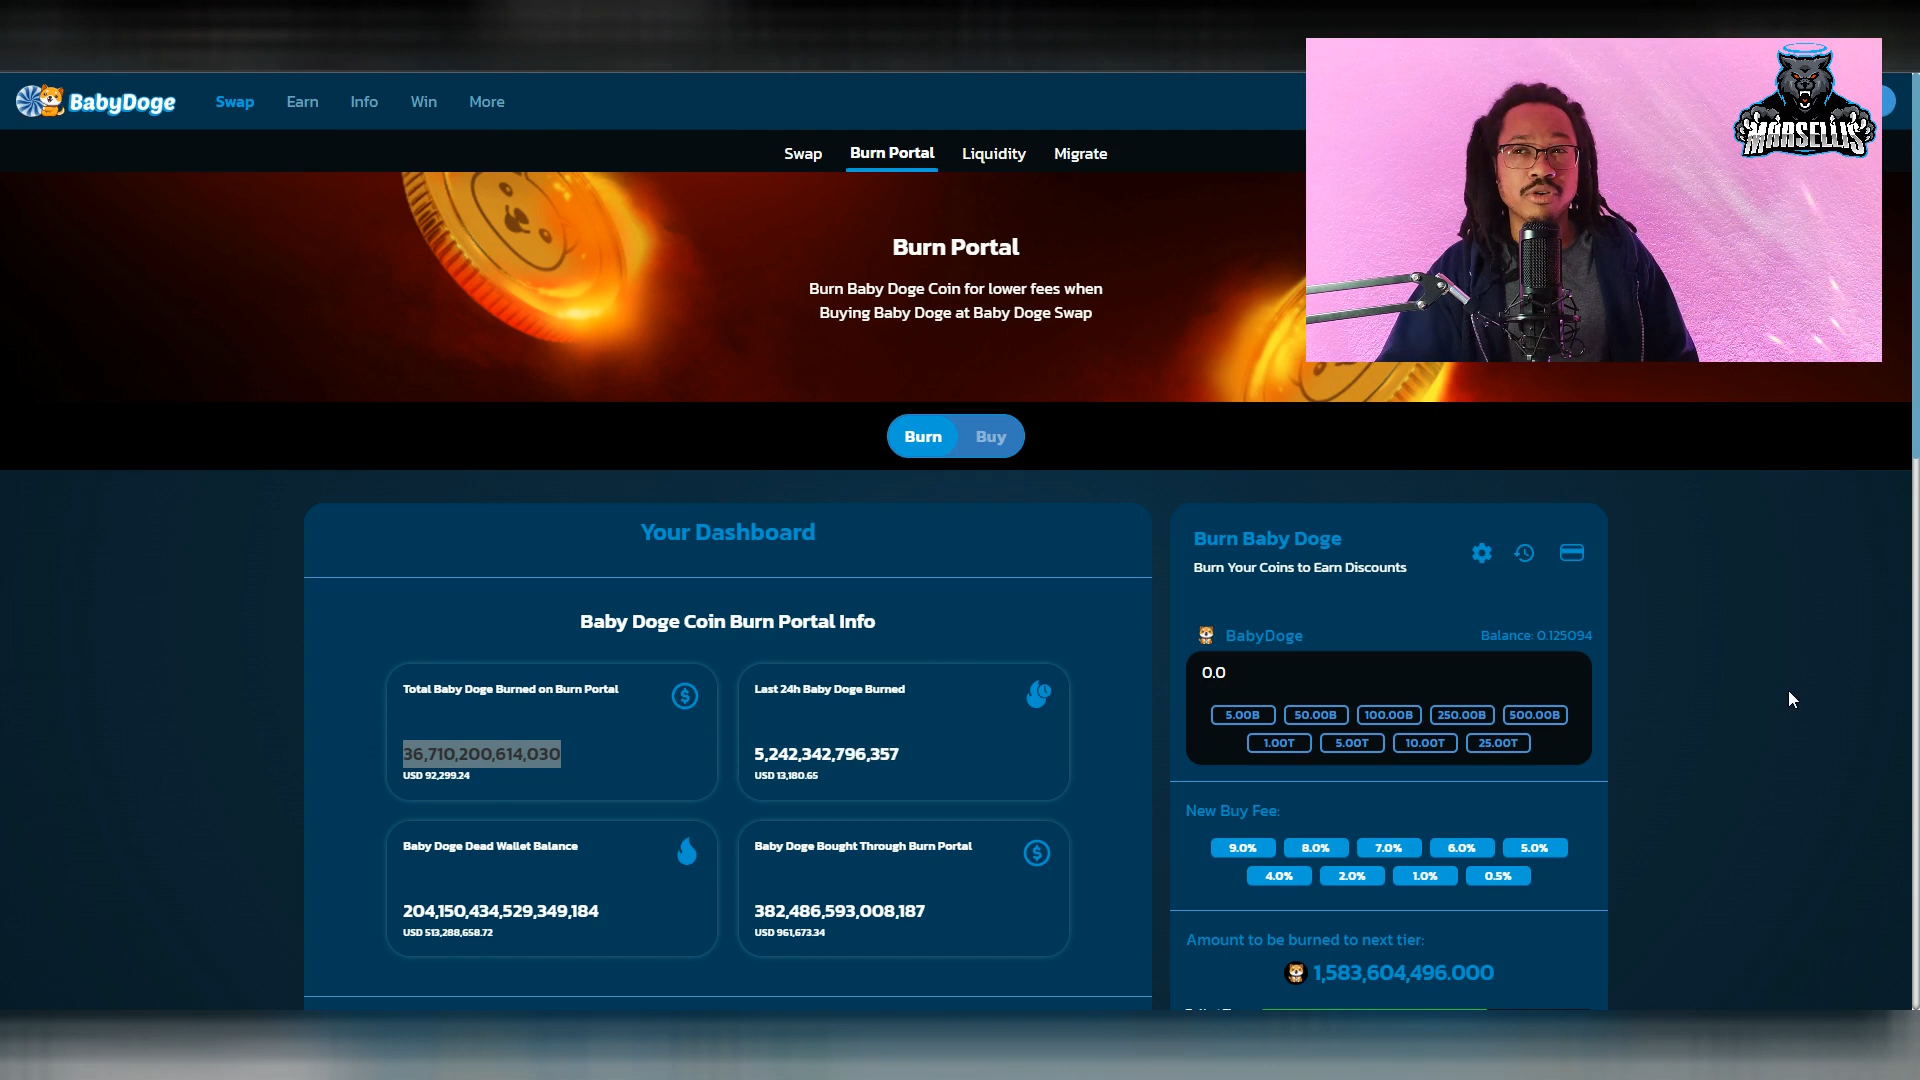 BabyDoge
Swap
Earn
Info
Win
More
MARSELLIS
Swap
Burn Portal
Liquidity
Migrate
Burn Portal
Burn Baby Doge Coin for lower fees when
Buying Baby Doge at Baby Doge Swap
Burn
Buy
Your Dashboard
Baby Doge Coin Burn Portal Info
Total Baby Doge Burned on Burn Portal
36,710,200,614,030
USD 92,299.24
Last 24h Baby Doge Burned
5,242,342,796,357
USD 13,180.65
Baby Doge Dead Wallet Balance
204,150,434,529,349,184
USD 513,288,658.72
Baby Doge Bought Through Burn Portal
382,486,593,008,187
USD 961,673.34
Burn Baby Doge
Burn Your Coins to Earn Discounts
BabyDoge
Balance: 0.125094
0.0
5.00B
50.00B
100.00B
250.00B
500.00B
1.00T
5.00T
10.00T
25.00T
New Buy Fee:
9.0%
8.0%
7.0%
6.0%
5.0%
4.0%
2.0%
1.0%
0.5%
Amount to be burned to next tier:
1,583,604,496.000